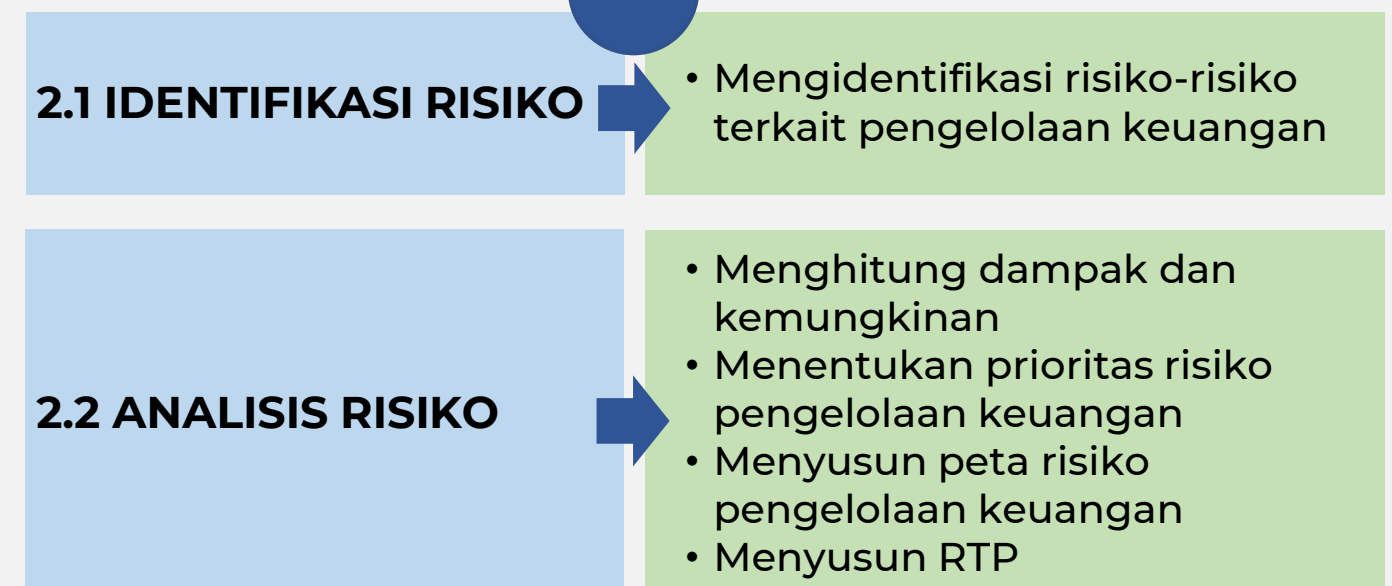 2.1 IDENTIFIKASI RISIKO
• Mengidentifikasi risiko-risiko
terkait pengelolaan keuangan
2.2 ANALISIS RISIKO
• Menghitung dampak dan
kemungkinan
• Menentukan prioritas risiko
pengelolaan keuangan
• Menyusun peta risiko
pengelolaan keuangan
• Menyusun RTP